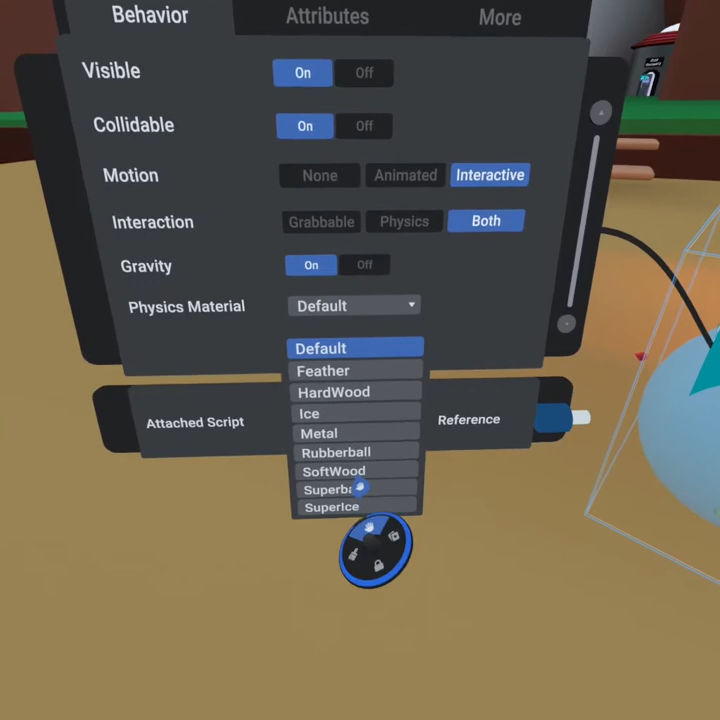 Behavior Attributes More
Visible On Off
Collidable On Off
Motion None Animated Interactive
Interaction Grabbable Physics Both
Gravity On Off
Physics Material Default
Default
Feather
HardWood
Ice
Metal
Rubberball
SoftWood
SuperIce
Attached Script Reference